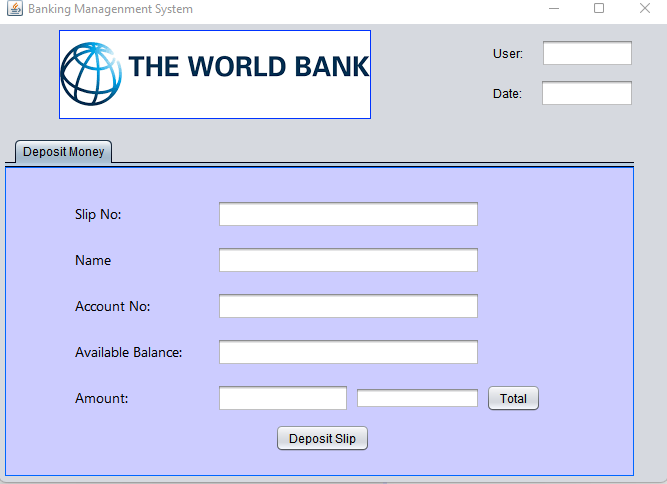 Banking Managenment System
THE WORLD BANK
User:
Date:
Deposit Money
Slip No:
Name
Account No:
Available Balance:
Amount:
Total
Deposit Slip